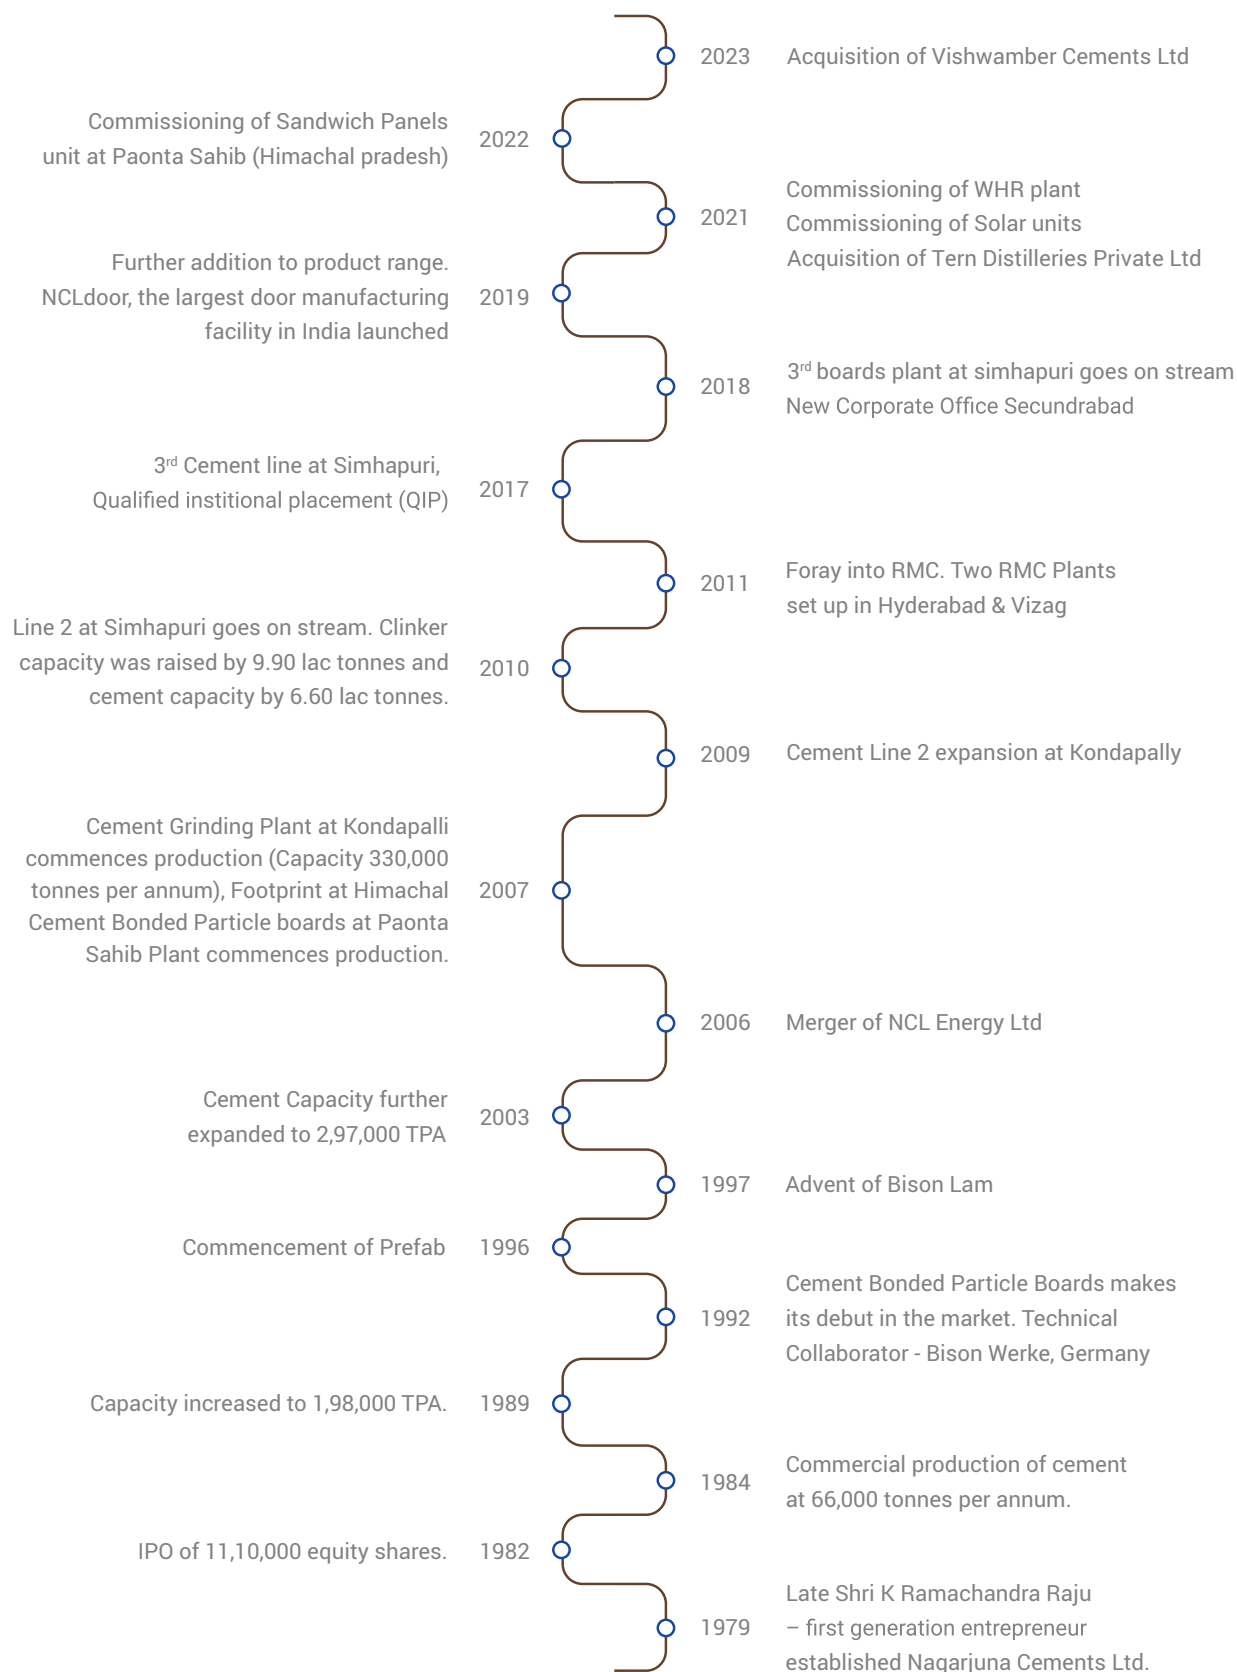 2023 Acquisition of Vishwamber Cements Ltd
Commissioning of Sandwich Panels
unit at Paonta Sahib (Himachal pradesh)
2022
2021
Commissioning of WHR plant
Commissioning of Solar units
Acquisition of Tern Distilleries Private Ltd
Further addition to product range.
NCLdoor, the largest door manufacturing
facility in India launched
2019
2018
3rd boards plant at simhapuri goes on stream
New Corporate Office Secundrabad
3rd Cement line at Simhapuri,
Qualified institional placement (QIP)
2017
2011
Foray into RMC. Two RMC Plants
set up in Hyderabad & Vizag
Line 2 at Simhapuri goes on stream. Clinker
capacity was raised by 9.90 lac tonnes and
cement capacity by 6.60 lac tonnes.
2010
2009 Cement Line 2 expansion at Kondapally
Cement Grinding Plant at Kondapalli
commences production (Capacity 330,000
tonnes per annum), Footprint at Himachal
Cement Bonded Particle boards at Paonta
Sahib Plant commences production.
2007
2006 Merger of NCL Energy Ltd
Cement Capacity further
expanded to 2,97,000 TPA
2003
1997 Advent of Bison Lam
Commencement of Prefab 1996
1992
Cement Bonded Particle Boards makes
its debut in the market. Technical
Collaborator - Bison Werke, Germany
Capacity increased to 1,98,000 TPA. 1989
1984
Commercial production of cement
at 66,000 tonnes per annum.
IPO of 11,10,000 equity shares. 1982
1979
Late Shri K Ramachandra Raju
– first generation entrepreneur
established Nagarjuna Cements Ltd.